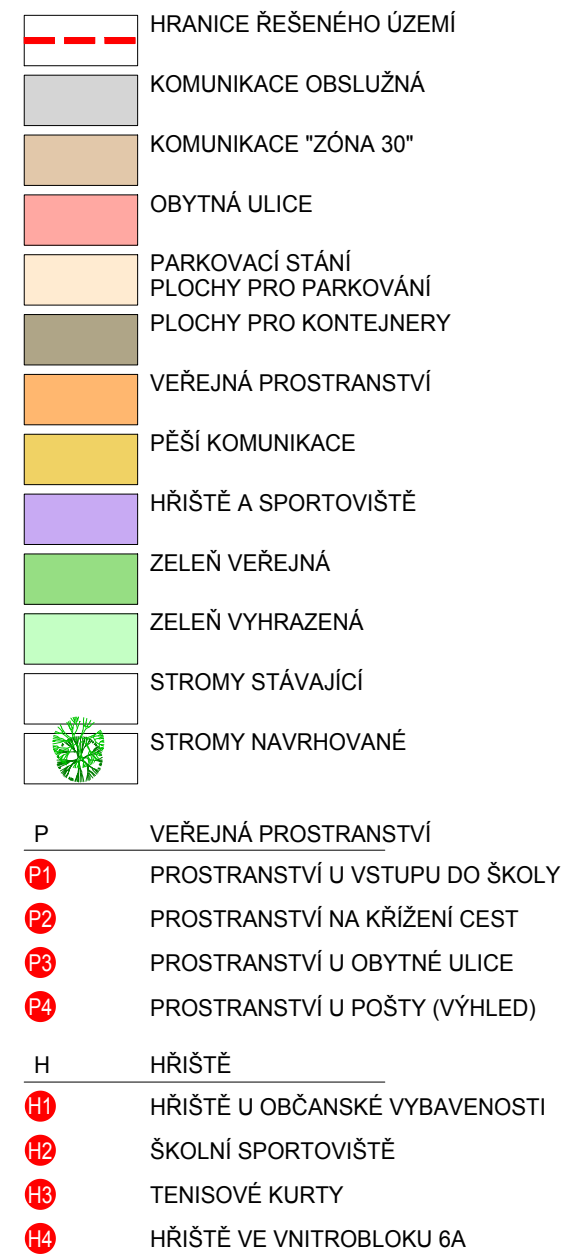 HRANICE ŘEŠENÉHO ÚZEMÍ
KOMUNIKACE OBSLUŽNÁ
KOMUNIKACE "ZÓNA 30"
OBYTNÁ ULICE
PARKOVACÍ STÁNÍ
PLOCHY PRO PARKOVÁNÍ
PLOCHY PRO KONTEJNERY
VEŘEJNÁ PROSTRANSTVÍ
PĚŠÍ KOMUNIKACE
HŘIŠTĚ A SPORTOVIŠTĚ
ZELEŇ VEŘEJNÁ
ZELEŇ VYHRAZENÁ
STROMY STÁVAJÍCÍ
STROMY NAVRHOVANÉ
P VEŘEJNÁ PROSTRANSTVÍ
P1 PROSTRANSTVÍ U VSTUPU DO ŠKOLY
P2 PROSTRANSTVÍ NA KŘÍŽENÍ CEST
P3 PROSTRANSTVÍ U OBYTNÉ ULICE
P4 PROSTRANSTVÍ U POŠTY (VÝHLED)
H HŘIŠTĚ
H1 HŘIŠTĚ U OBČANSKÉ VYBAVENOSTI
H2 ŠKOLNÍ SPORTOVIŠTĚ
H3 TENISOVÉ KURTY
H4 HŘIŠTĚ VE VNITROBLOKU 6A